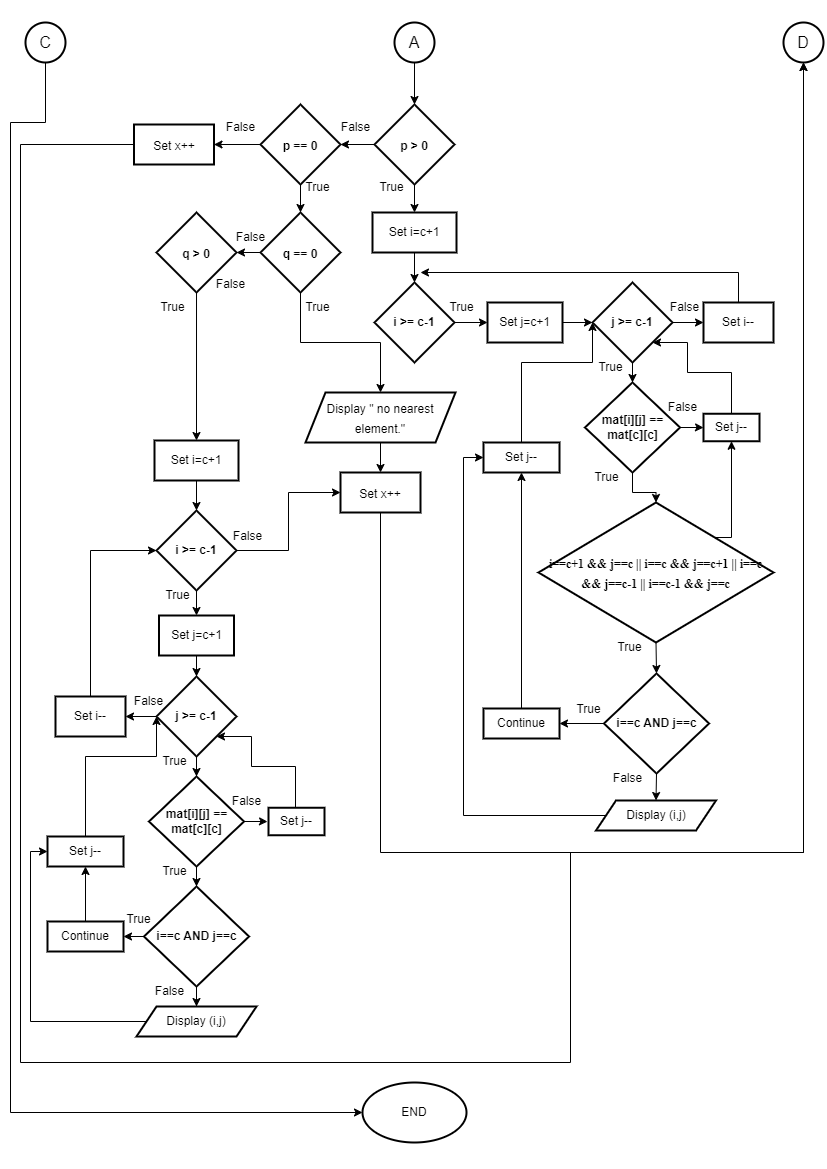 C
A
D
False
False
Set x++
p == 0
p > 0
True
True
Set i=c+1
False
q > 0
q == 0
False
True
True
i >= c-1
True
Set j=c+1
j >= c-1
False
Set i--
True
Display " no nearest
element."
mat[i][j] ==
mat[c][c]
False
Set j--
Set j--
True
Set i=c+1
Set x++
i >= c-1
False
i==c+1 && j==c || i==c && j==c+1 || i==c
&& j==c-1 || i==c-1 && j==c
True
Set j=c+1
True
False
Set i--
j >= c-1
Continue
True
i==c AND j==c
True
False
mat[i][j] ==
mat[c][c]
False
Set j--
Display (i,j)
Set j--
True
Continue
True
i==c AND j==c
False
Display (i,j)
END